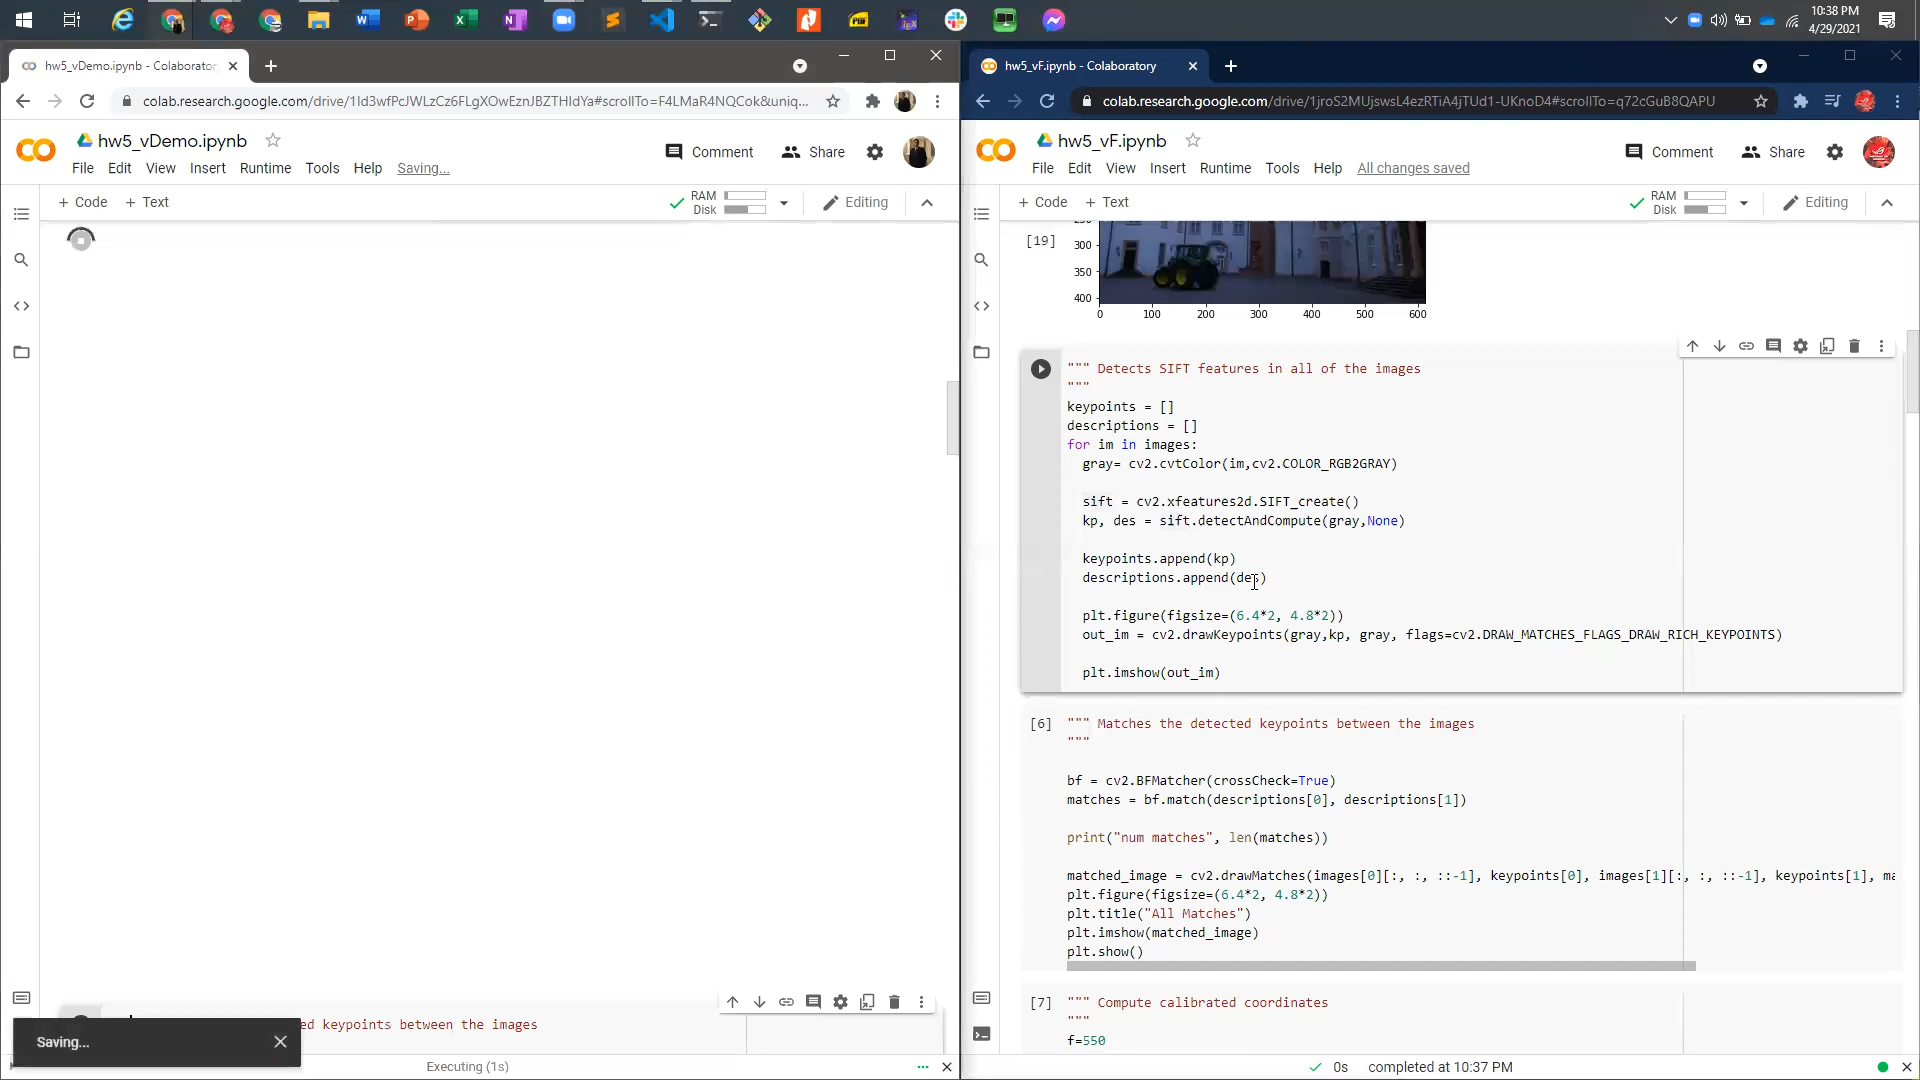 10:38 PM
4/29/2021
hw5_vDemo.ipynb - Colaborator
colab.research.google.com/drive/1Id3wfPcJWLzCz6FLgXOwEznJBZTHIdYa#scrollTo=F4LMaR4NQCok&uniq...
hw5_vDemo.ipynb
Comment
Share
File Edit View Insert Runtime Tools Help Saving...
+ Code + Text
RAM
Disk
Editing
ed keypoints between the images
Saving...
Executing (1s)
hw5_vF.ipynb - Colaboratory
colab.research.google.com/drive/1jroS2MUjswsL4ezRTiA4jTUd1-UKnoD4#scrollTo=q72cGuB8QAPU
hw5_vF.ipynb
Comment
Share
File Edit View Insert Runtime Tools Help All changes saved
+ Code + Text
RAM
Disk
Editing
[19]
300
350
400
0 100 200 300 400 500 600
""" Detects SIFT features in all of the images
"""
keypoints = []
descriptions = []
for im in images:
gray= cv2.cvtColor(im,cv2.COLOR_RGB2GRAY)
sift = cv2.xfeatures2d.SIFT_create()
kp, des = sift.detectAndCompute(gray,None)
keypoints.append(kp)
descriptions.append(des)
plt.figure(figsize=(6.4*2, 4.8*2))
out_im = cv2.drawKeypoints(gray,kp, gray, flags=cv2.DRAW_MATCHES_FLAGS_DRAW_RICH_KEYPOINTS)
plt.imshow(out_im)
[6] """ Matches the detected keypoints between the images
"""
bf = cv2.BFMatcher(crossCheck=True)
matches = bf.match(descriptions[0], descriptions[1])
print("num matches", len(matches))
matched_image = cv2.drawMatches(images[0][:, :, ::-1], keypoints[0], images[1][:, :, ::-1], keypoints[1], ma
plt.figure(figsize=(6.4*2, 4.8*2))
plt.title("All Matches")
plt.imshow(matched_image)
plt.show()
[7] """ Compute calibrated coordinates
"""
f=550
0s completed at 10:37 PM